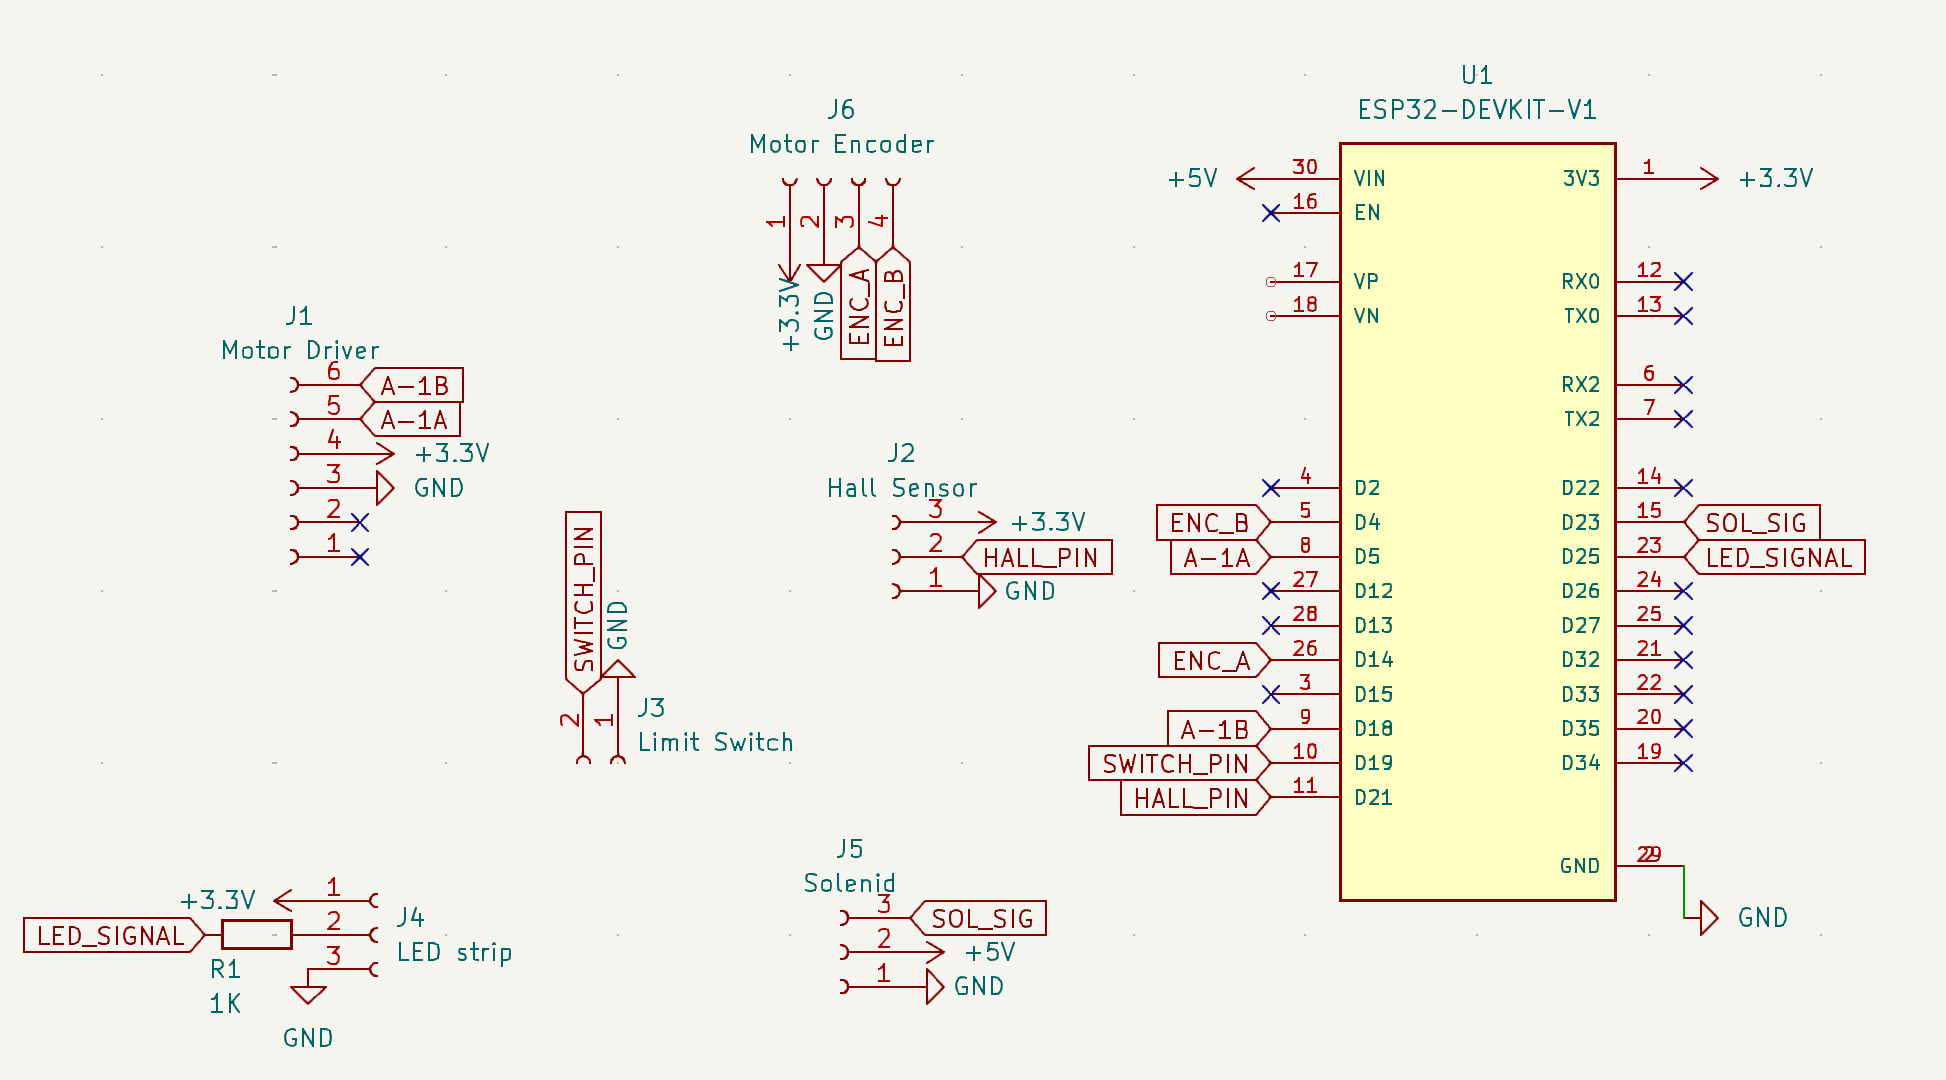 J6
Motor Encoder
1
2
3
4
+3.3V
GND
ENC_A
ENC_B
J1
Motor Driver
6 A-1B
5 A-1A
4 +3.3V
3 GND
2
1
J2
Hall Sensor
3 +3.3V
2 HALL_PIN
1 GND
SWITCH_PIN
GND
2
1
J3
Limit Switch
+3.3V 1
LED_SIGNAL 2
3
J4
LED strip
R1
1K
GND
J5
Solenid
3 SOL_SIG
2 +5V
1 GND
U1
ESP32-DEVKIT-V1
+5V 30 VIN 3V3 1 +3.3V
16 EN
17 VP RX0 12
18 VN TX0 13
RX2 6
TX2 7
4 D2 D22 14
ENC_B 5 D4 D23 15 SOL_SIG
A-1A 8 D5 D25 23 LED_SIGNAL
27 D12 D26 24
28 D13 D27 25
ENC_A 26 D14 D32 21
3 D15 D33 22
A-1B 9 D18 D35 20
SWITCH_PIN 10 D19 D34 19
HALL_PIN 11 D21
GND
GND